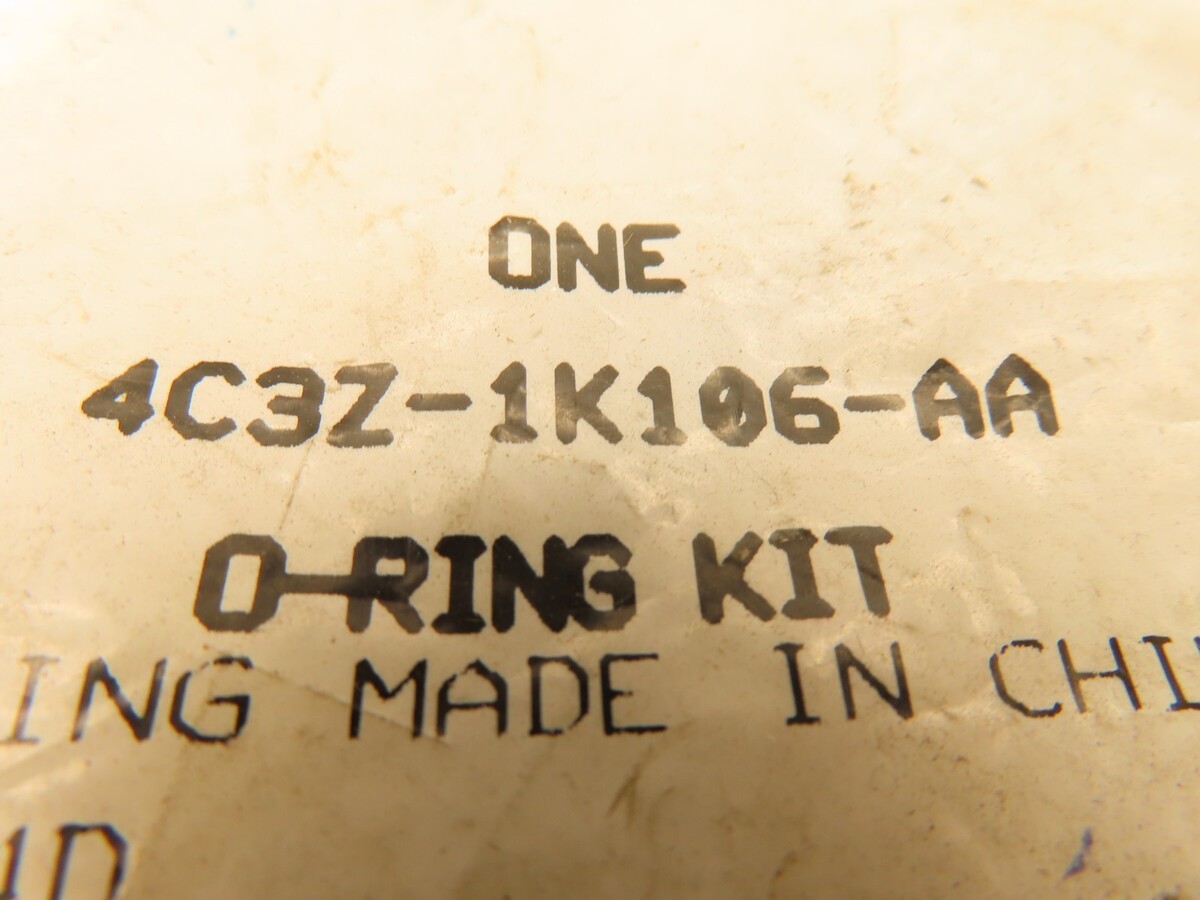 ONE
4C3Z-1K106-AA
O-RING KIT
ING MADE IN CHI